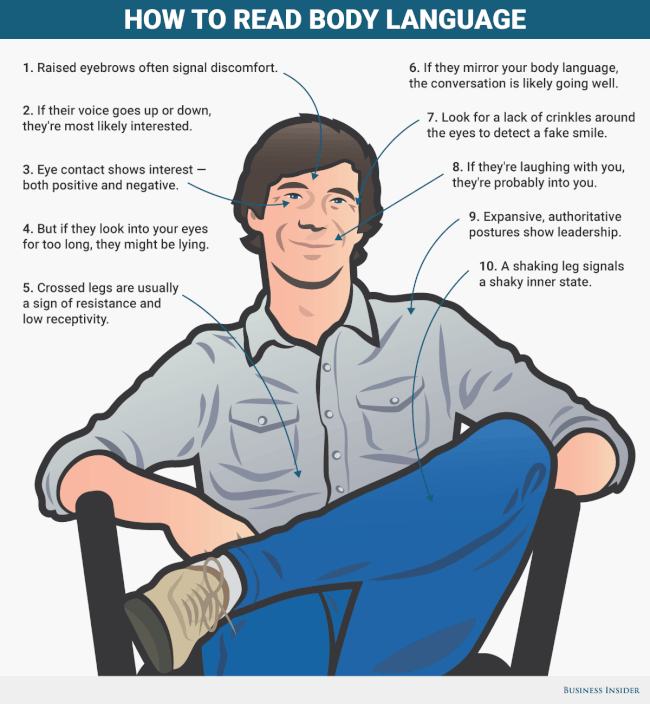 HOW TO READ BODY LANGUAGE
1. Raised eyebrows often signal discomfort.
2. If their voice goes up or down,
they're most likely interested.
3. Eye contact shows interest –
both positive and negative.
4. But if they look into your eyes
for too long, they might be lying.
5. Crossed legs are usually
a sign of resistance and
low receptivity.
6. If they mirror your body language,
the conversation is likely going well.
7. Look for a lack of crinkles around
the eyes to detect a fake smile.
8. If they're laughing with you,
they're probably into you.
9. Expansive, authoritative
postures show leadership.
10. A shaking leg signals
a shaky inner state.
BUSINESS INSIDER